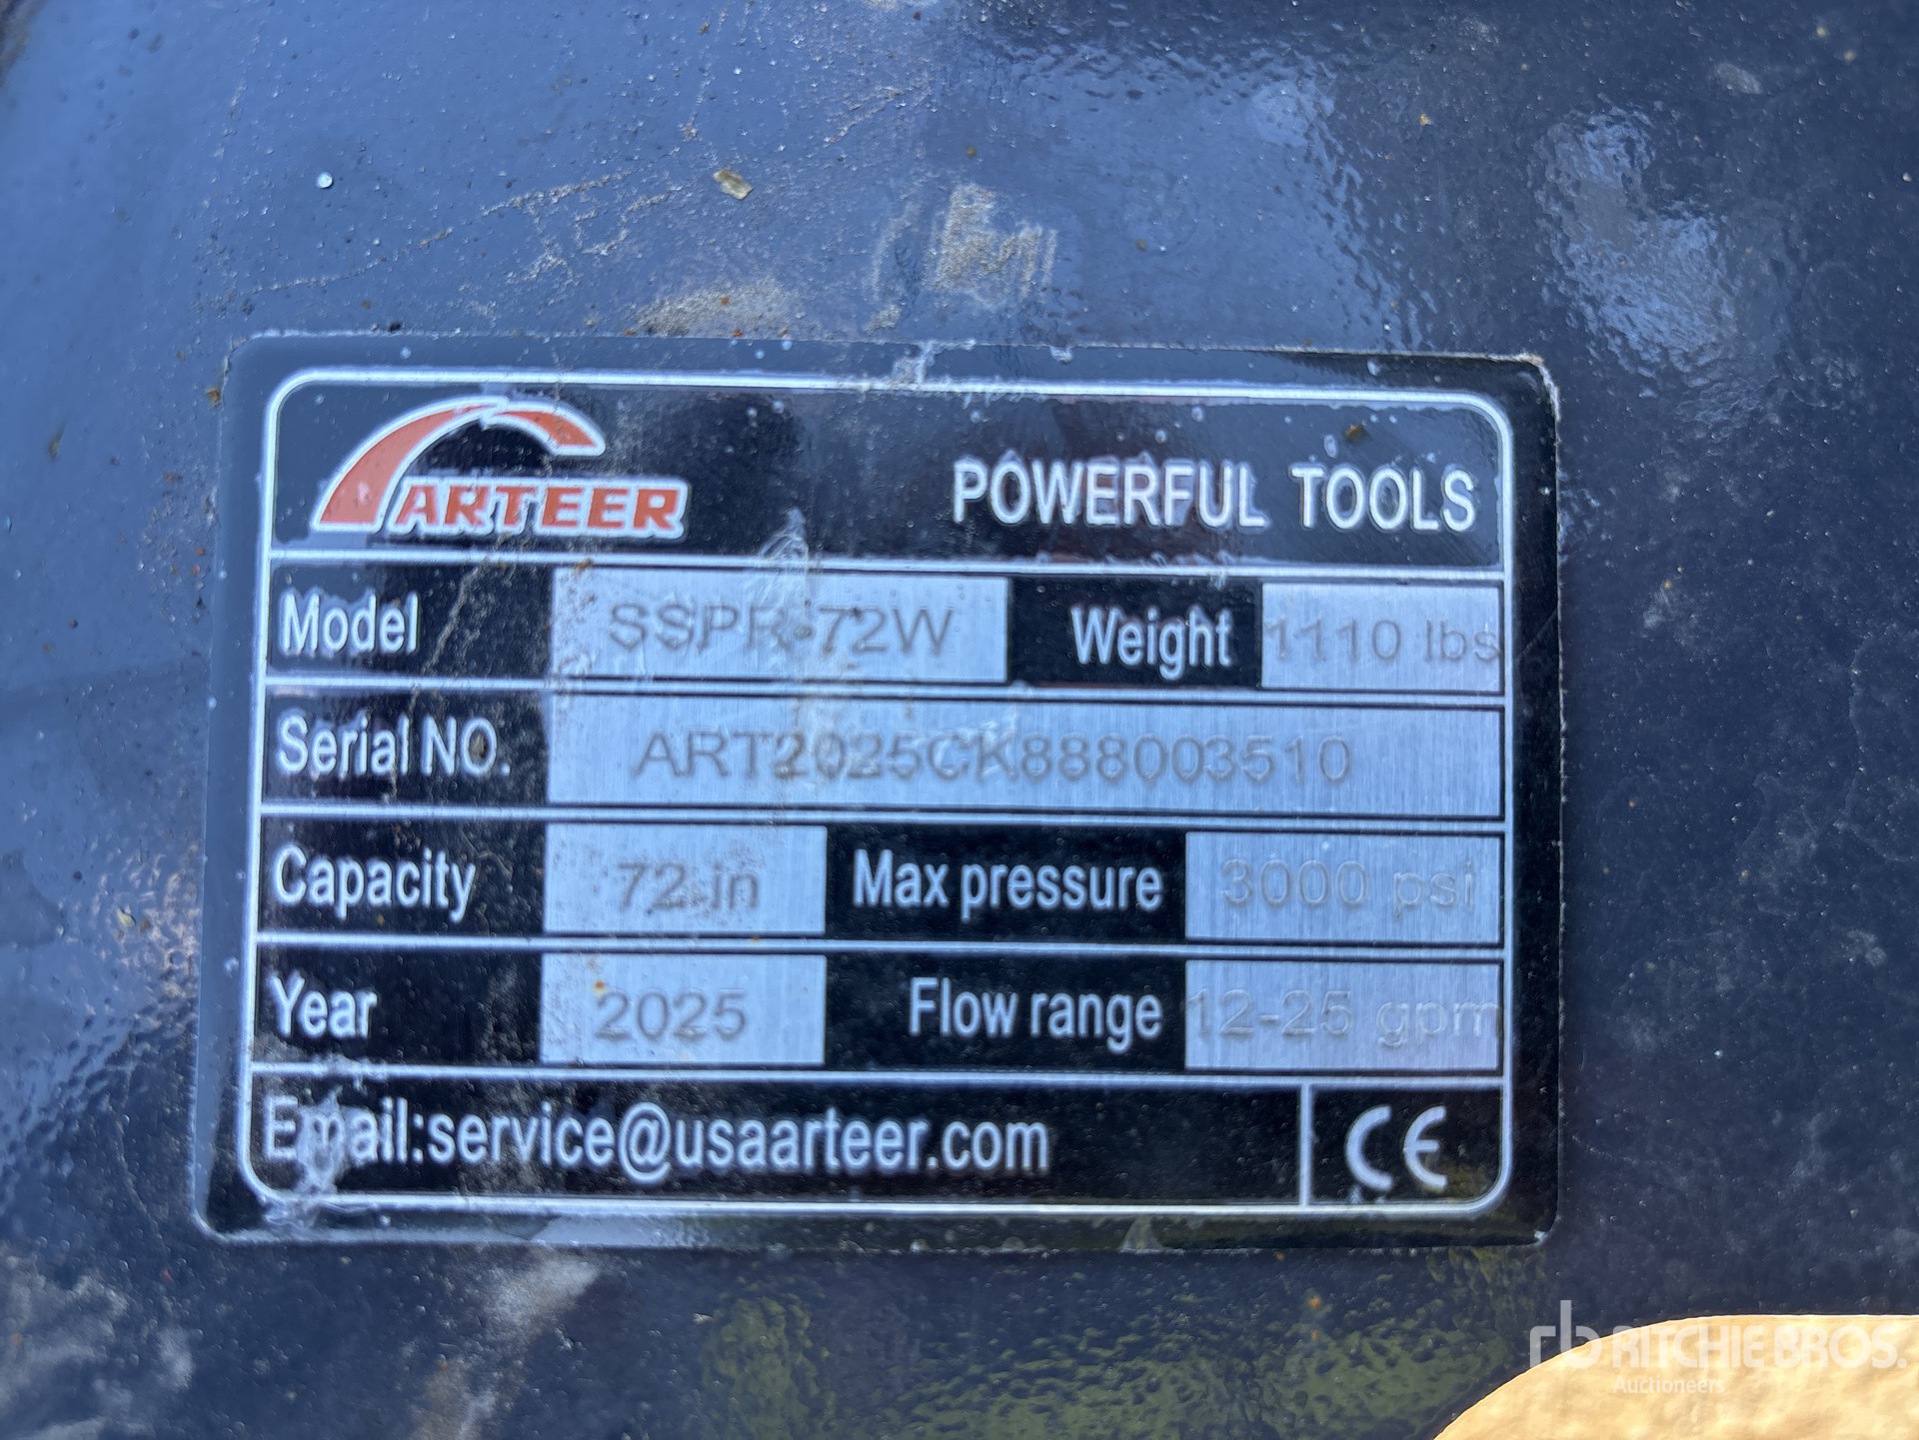 ARTEER POWERFUL TOOLS
Model SSPR-72W Weight 1110 lbs
Serial NO. ART2025CK888003510
Capacity 72 in Max pressure 3000 psi
Year 2025 Flow range 12-25 gpm
Email:service@usaarteer.com CE
rb RITCHIE BROS.
Auctioneers